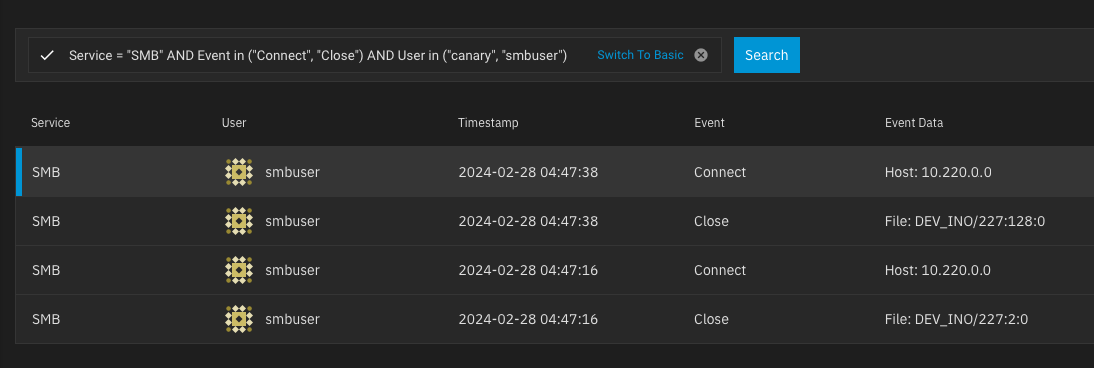 Service = "SMB" AND Event in ("Connect", "Close") AND User in ("canary", "smbuser") Switch To Basic Search
Service User Timestamp Event Event Data
SMB smbuser 2024-02-28 04:47:38 Connect Host: 10.220.0.0
SMB smbuser 2024-02-28 04:47:38 Close File: DEV_INO/227:128:0
SMB smbuser 2024-02-28 04:47:16 Connect Host: 10.220.0.0
SMB smbuser 2024-02-28 04:47:16 Close File: DEV_INO/227:2:0